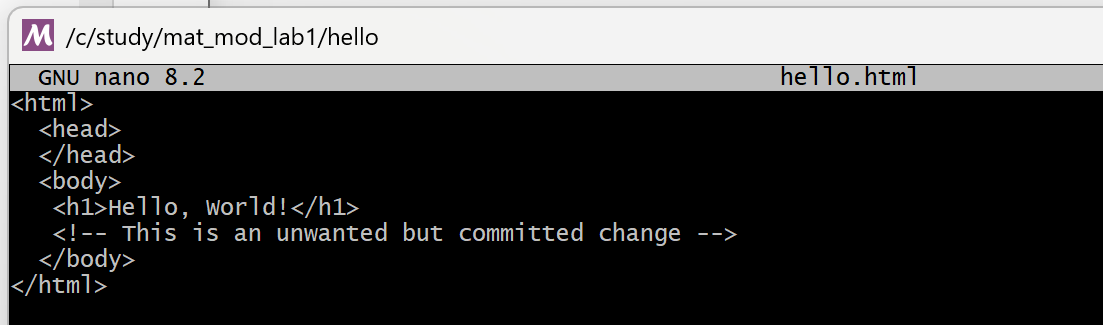 M /c/study/mat_mod_lab1/hello
GNU nano 8.2 hello.html
<html>
  <head>
  </head>
  <body>
   <h1>Hello, World!</h1>
   <!-- This is an unwanted but committed change -->
  </body>
</html>